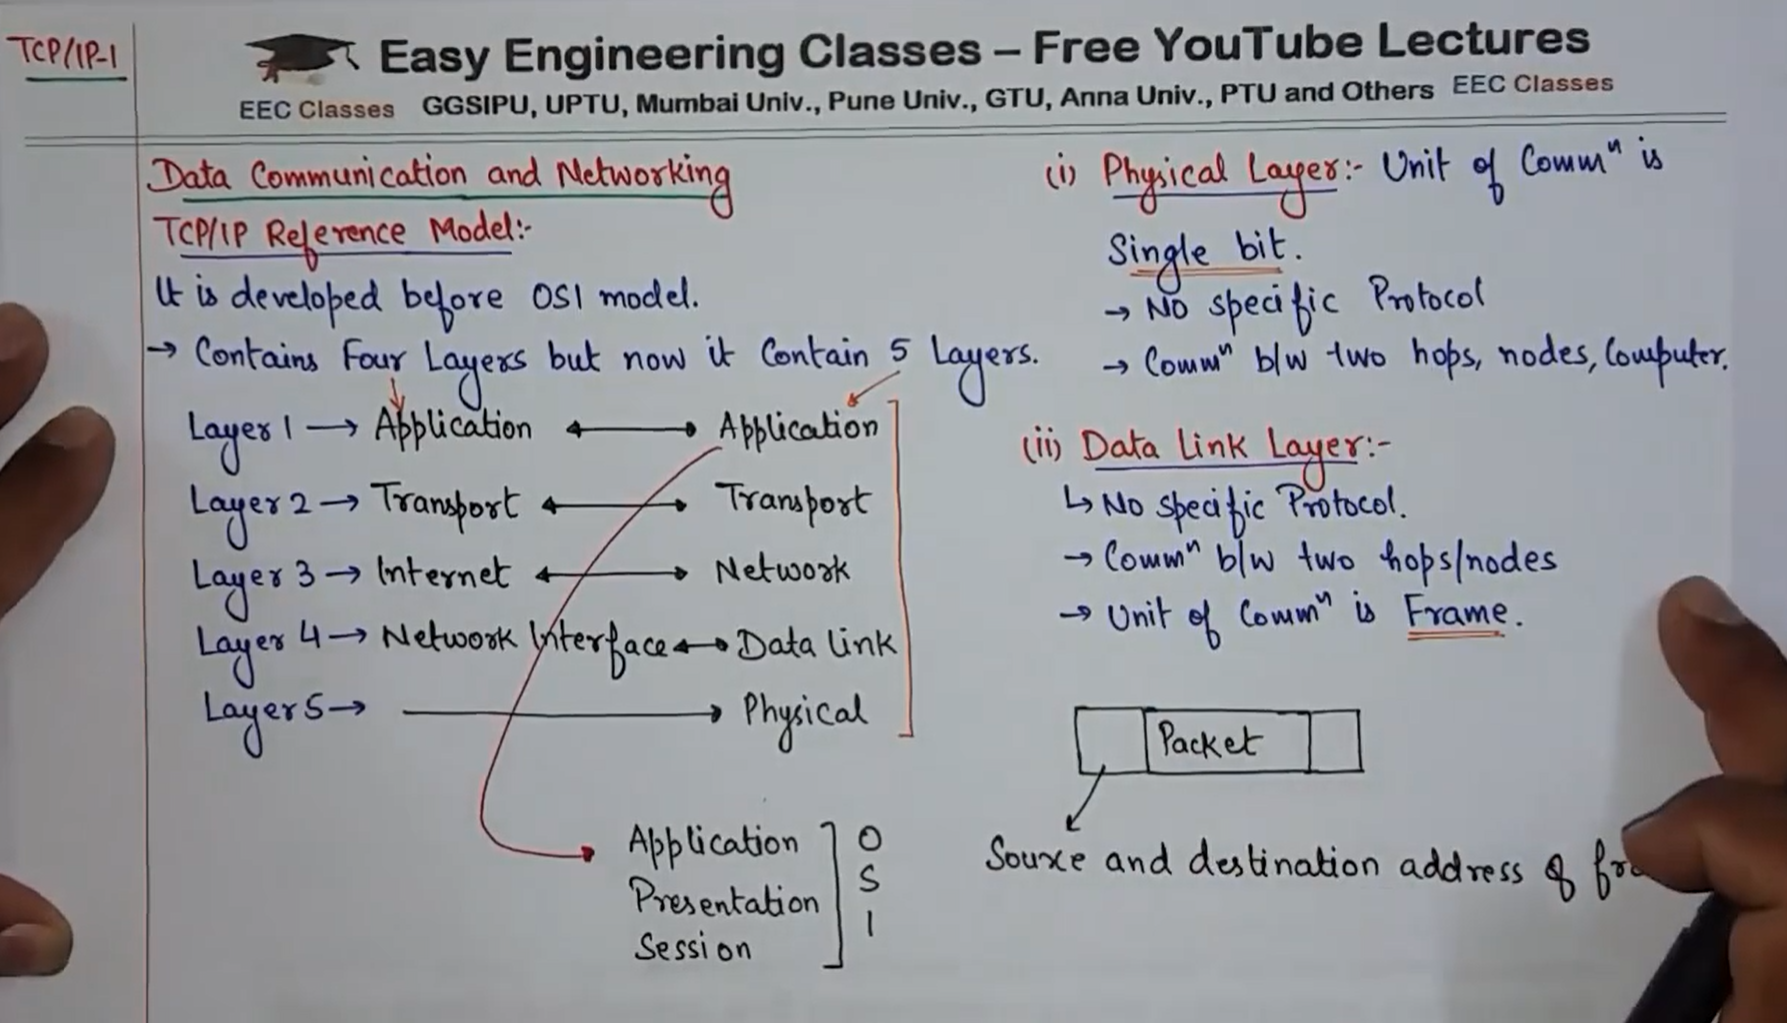 TCP/IP-1
Easy Engineering Classes – Free YouTube Lectures
EEC Classes GGSIPU, UPTU, Mumbai Univ., Pune Univ., GTU, Anna Univ., PTU and Others EEC Classes
Data Communication and Networking
TCP/IP Reference Model:-
It is developed before OSI model.
→ Contains Four Layers but now it Contain 5 Layers.
Layer 1 → Application ↔ Application
Layer 2 → Transport ↔ Transport
Layer 3 → Internet ↔ Network
Layer 4 → Network Interface ↔ Data link
Layer 5 → → Physical
Application
Presentation
Session
O
S
I
(i) Physical Layer:- Unit of Commⁿ is
Single bit.
→ No specific Protocol
→ Commⁿ b/w two hops, nodes, Computer.
(ii) Data Link Layer:-
↳ No specific Protocol.
→ Commⁿ b/w two hops/nodes
→ Unit of Commⁿ is Frame.
Packet
Source and destination address of